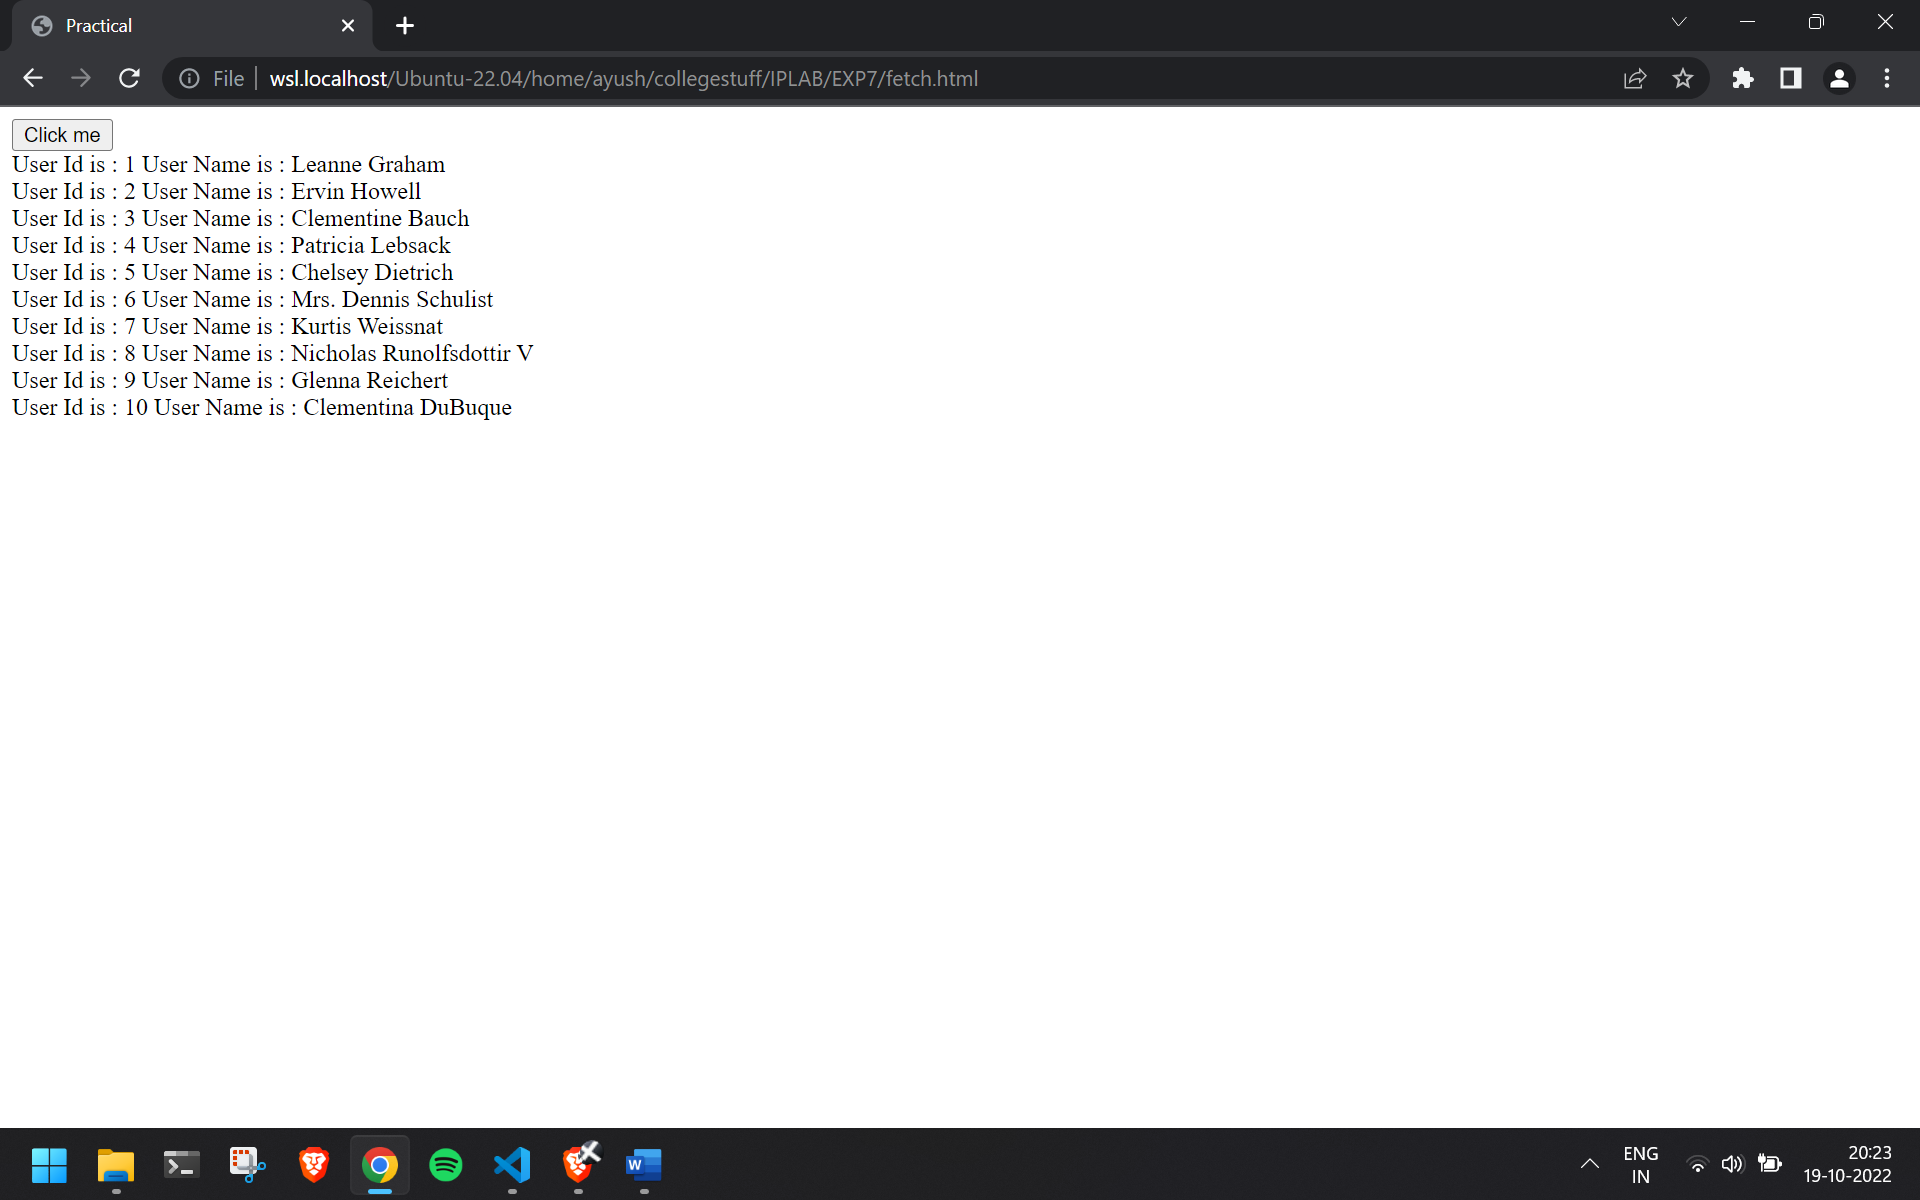 Practical
File wsl.localhost/Ubuntu-22.04/home/ayush/collegestuff/IPLAB/EXP7/fetch.html
Click me
User Id is : 1 User Name is : Leanne Graham
User Id is : 2 User Name is : Ervin Howell
User Id is : 3 User Name is : Clementine Bauch
User Id is : 4 User Name is : Patricia Lebsack
User Id is : 5 User Name is : Chelsey Dietrich
User Id is : 6 User Name is : Mrs. Dennis Schulist
User Id is : 7 User Name is : Kurtis Weissnat
User Id is : 8 User Name is : Nicholas Runolfsdottir V
User Id is : 9 User Name is : Glenna Reichert
User Id is : 10 User Name is : Clementina DuBuque
W
ENG
IN
20:23
19-10-2022